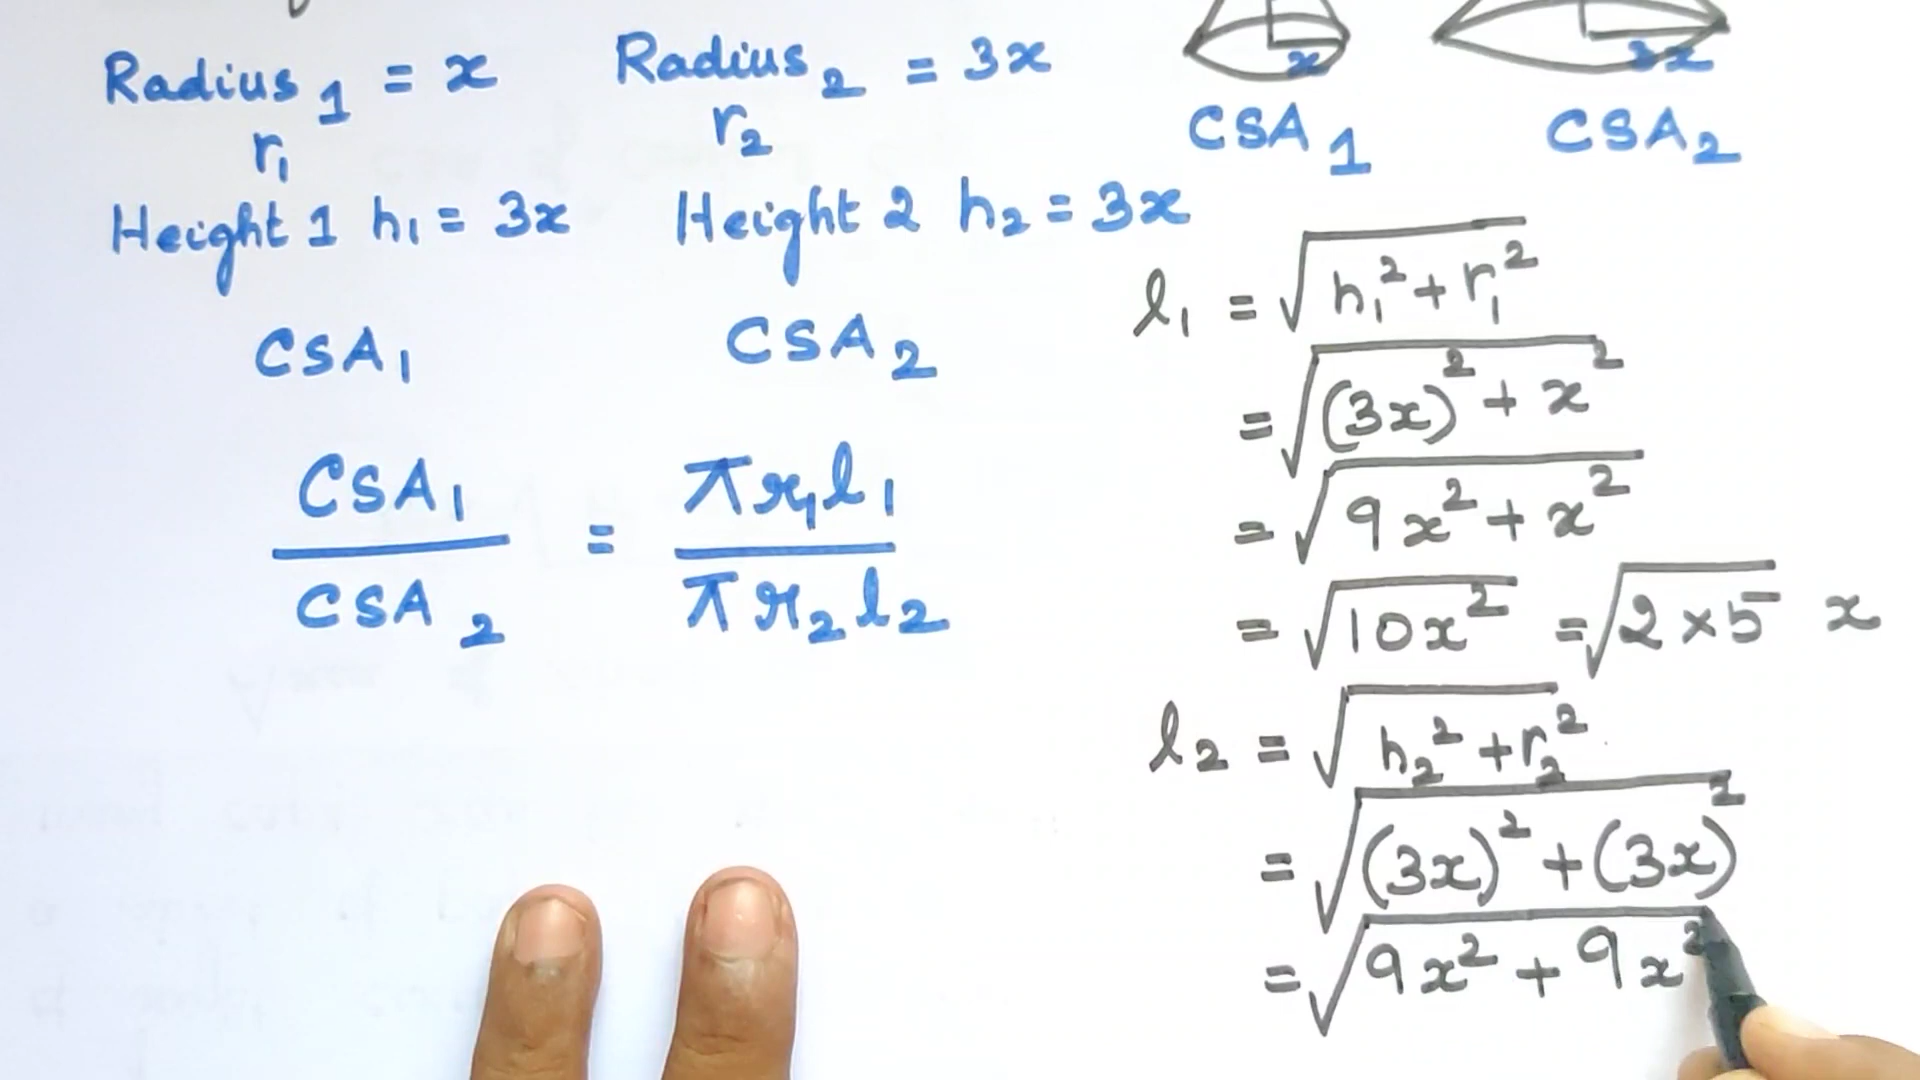 Radius 1 = x Radius 2 = 3x
r₁ r₂
Height 1 h₁ = 3x Height 2 h₂ = 3x
CSA₁ CSA₂
CSA₁ / CSA₂ = πr₁l₁ / πr₂l₂
x 3x
CSA 1 CSA 2
l₁ = √(h₁² + r₁²)
= √((3x)² + x²)
= √(9x² + x²)
= √(10x²) = √(2 × 5) x
l₂ = √(h₂² + r₂²)
= √((3x)² + (3x)²)
= √(9x² + 9x²)